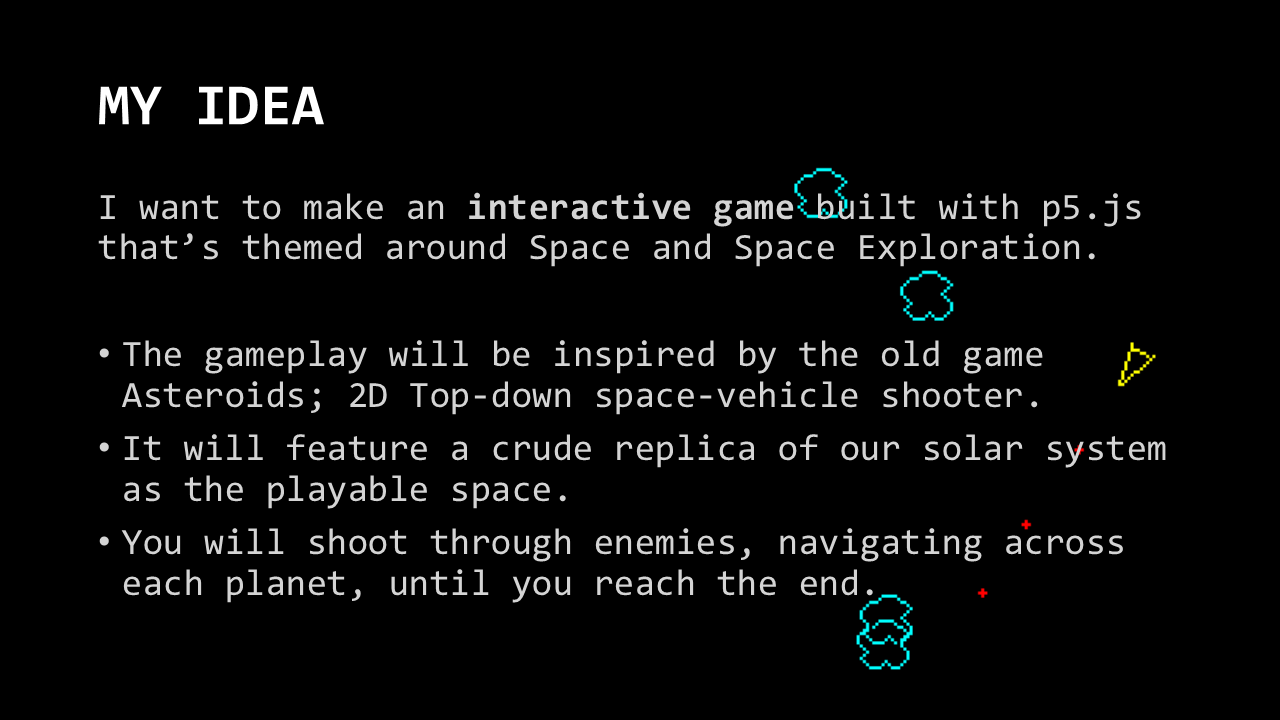 MY IDEA
I want to make an interactive game built with p5.js
that’s themed around Space and Space Exploration.
• The gameplay will be inspired by the old game
Asteroids; 2D Top-down space-vehicle shooter.
• It will feature a crude replica of our solar system
as the playable space.
• You will shoot through enemies, navigating across
each planet, until you reach the end.